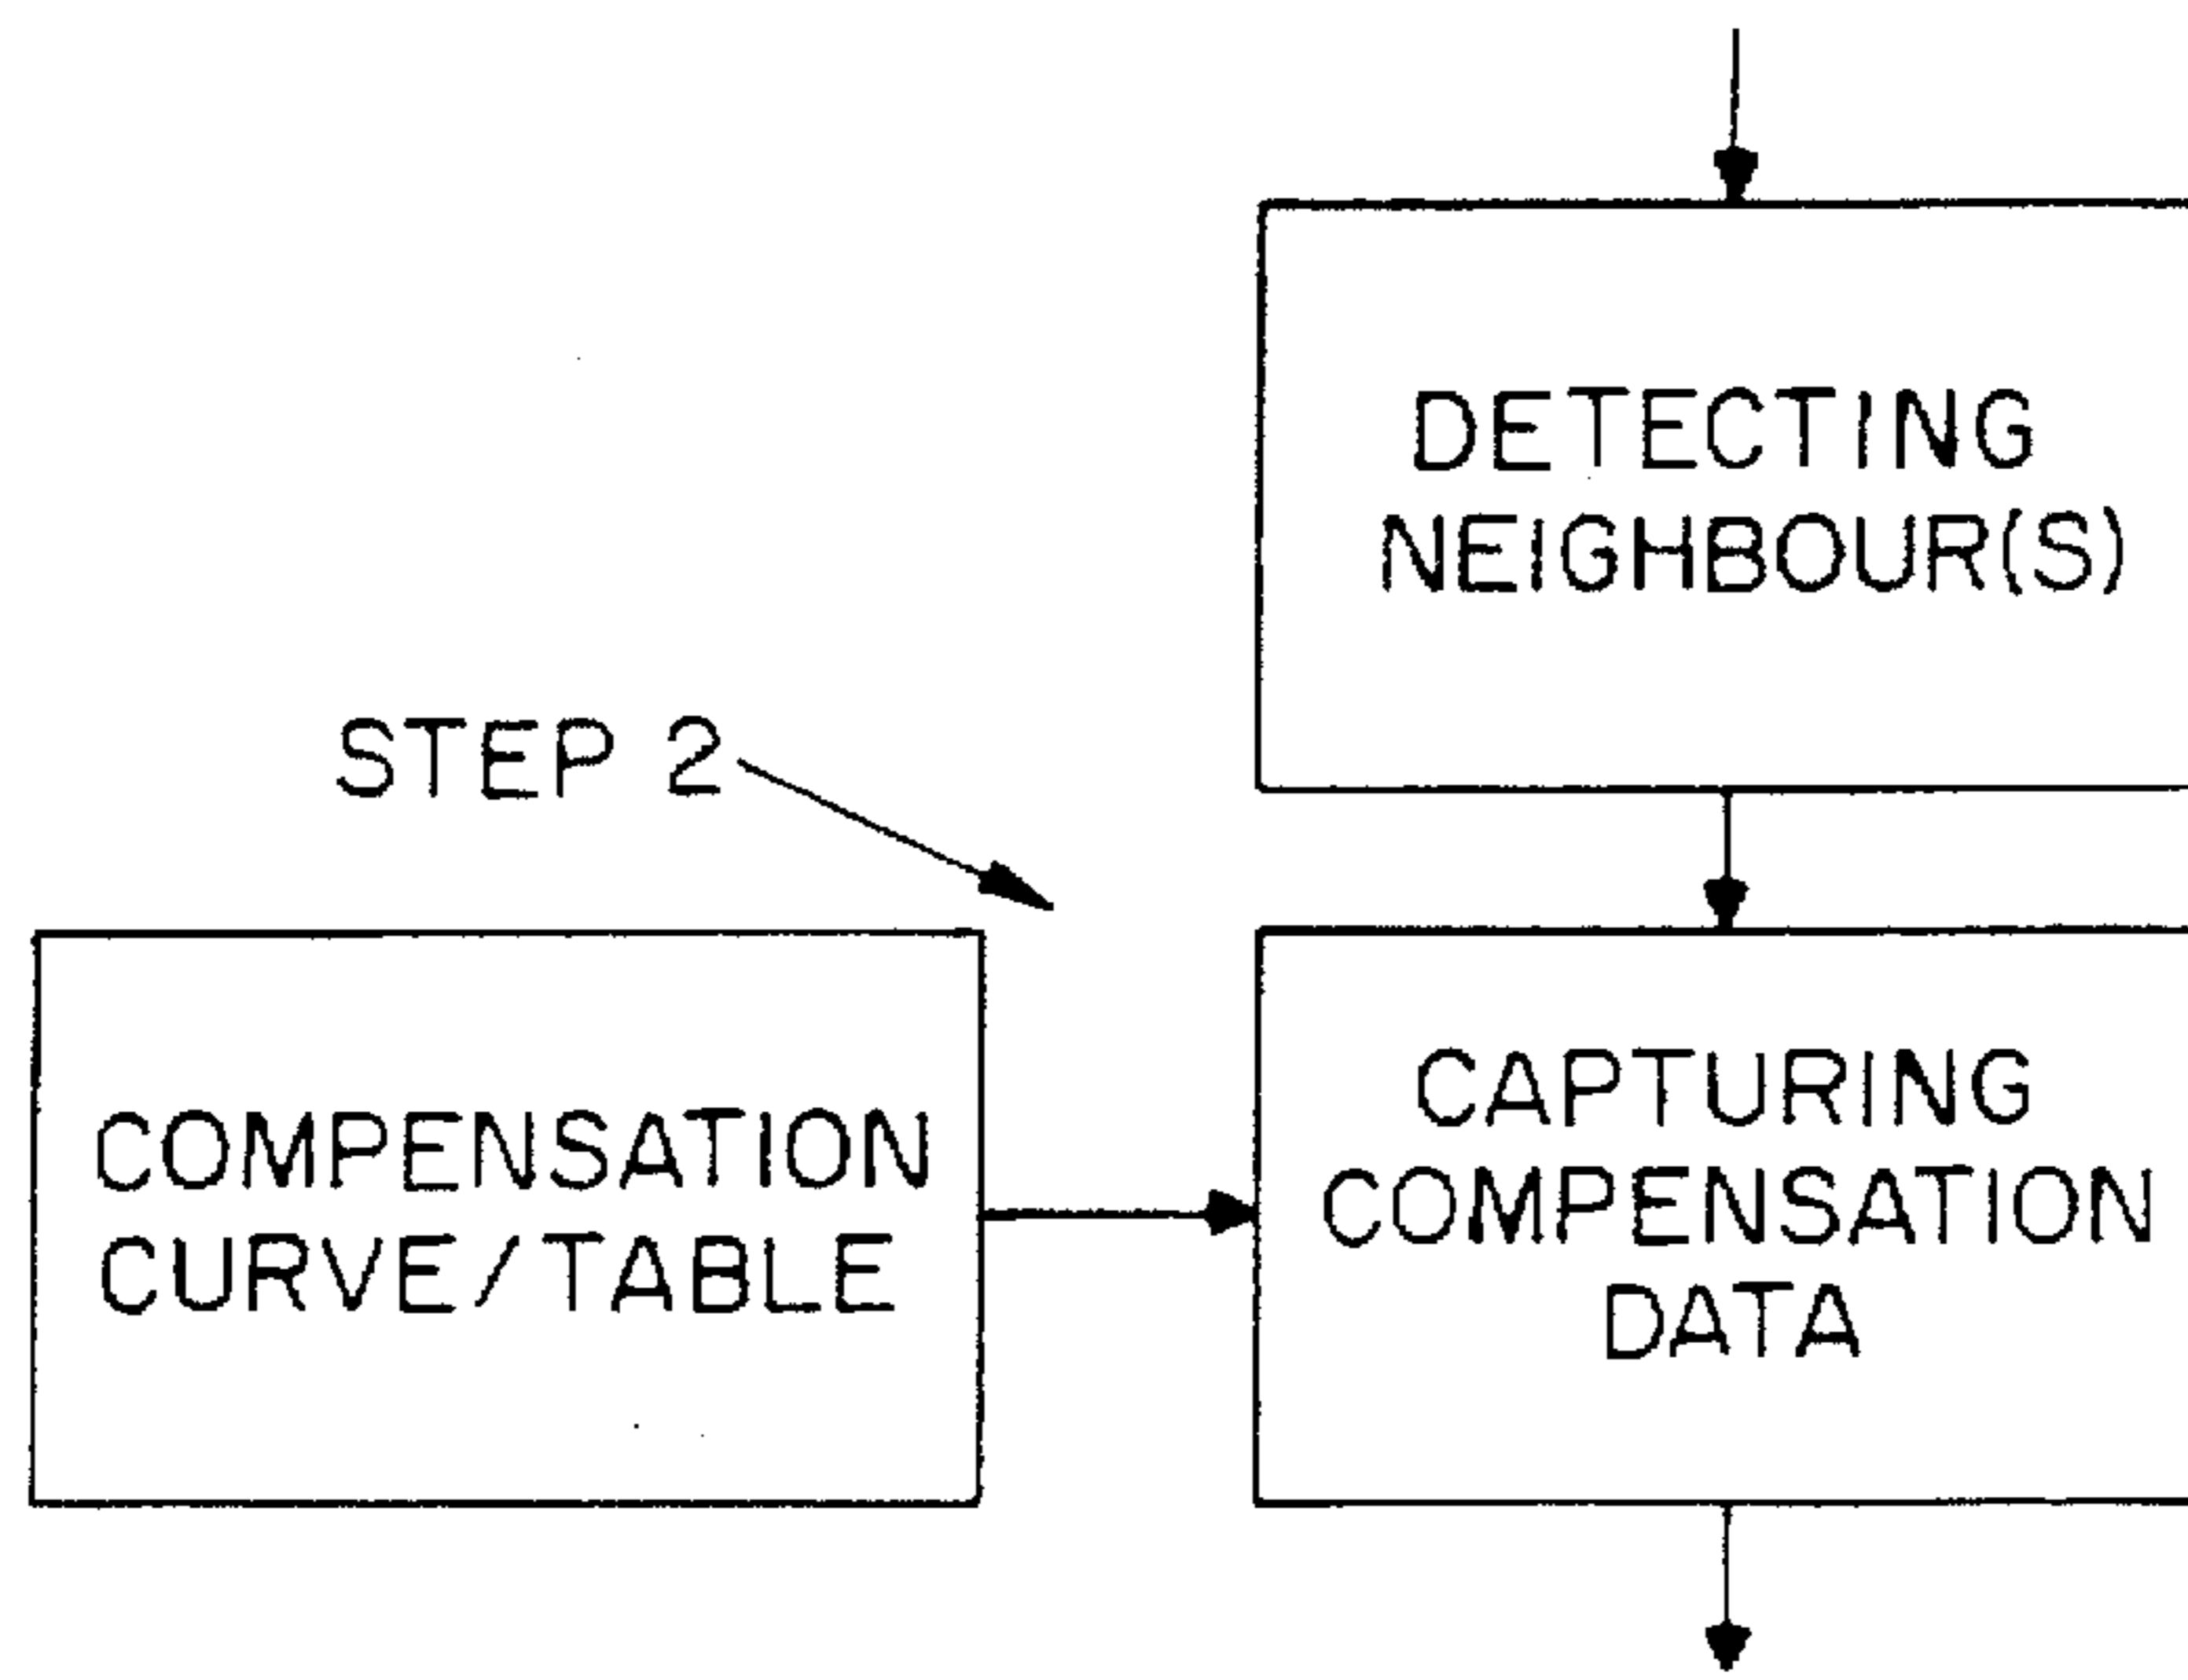 DETECTING
NEIGHBOUR(S)
STEP 2
COMPENSATION
CURVE/TABLE
CAPTURING
COMPENSATION
DATA